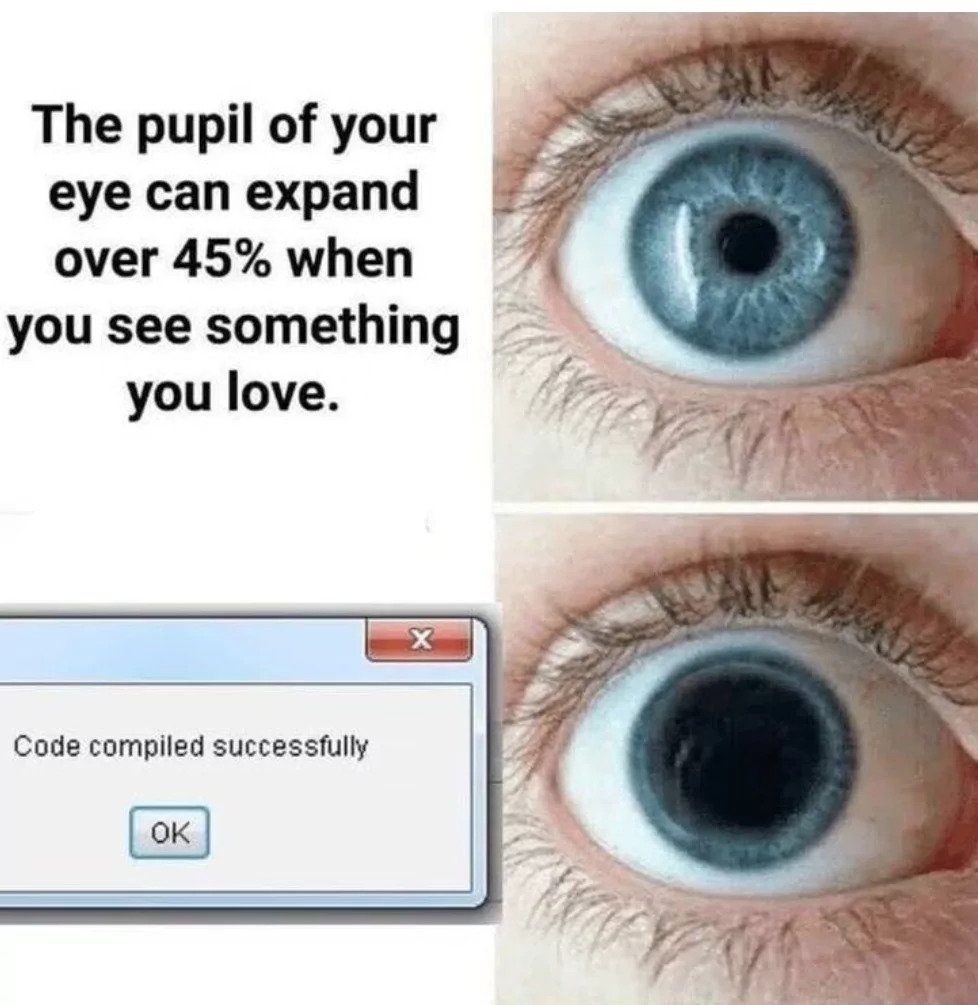 The pupil of your
eye can expand
over 45% when
you see something
you love.
X
Code compiled successfully
OK